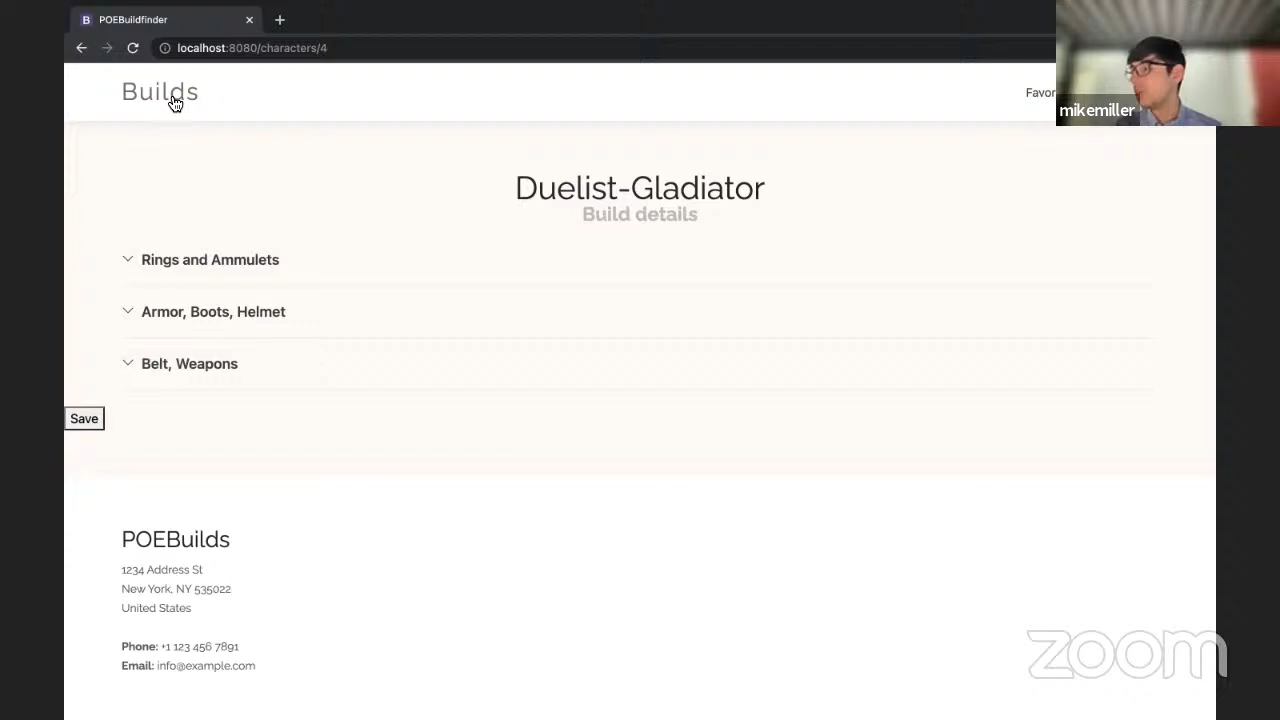 POEBuildfinder
localhost:8080/characters/4
Builds
Favor
mikemiller
Duelist-Gladiator
Build details
Rings and Ammulets
Armor, Boots, Helmet
Belt, Weapons
Save
POEBuilds
1234 Address St
New York, NY 535022
United States
Phone: +1 123 456 7891
Email: info@example.com
zoom